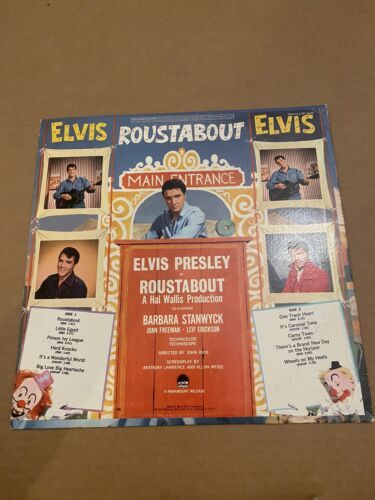 ELVIS ROUSTABOUT ELVIS
MAIN ENTRANCE
ELVIS PRESLEY
ROUSTABOUT
A Hal Wallis Production
BARBARA STANWYCK
JOAN FREEMAN · LEIF ERICKSON
TECHNICOLOR
TECHNISCOPE
DIRECTED BY JOHN RICH
SCREENPLAY BY
ANTHONY LAWRENCE AND ALLAN WEISS
A PARAMOUNT RELEASE
SIDE 1
Roustabout
Little Egypt
Poison Ivy League
Hard Knocks
It's a Wonderful World
Big Love Big Heartache
SIDE 2
One Track Heart
It's Carnival Time
Carny Town
There's a Brand New Day
on the Horizon
Wheels on My Heels